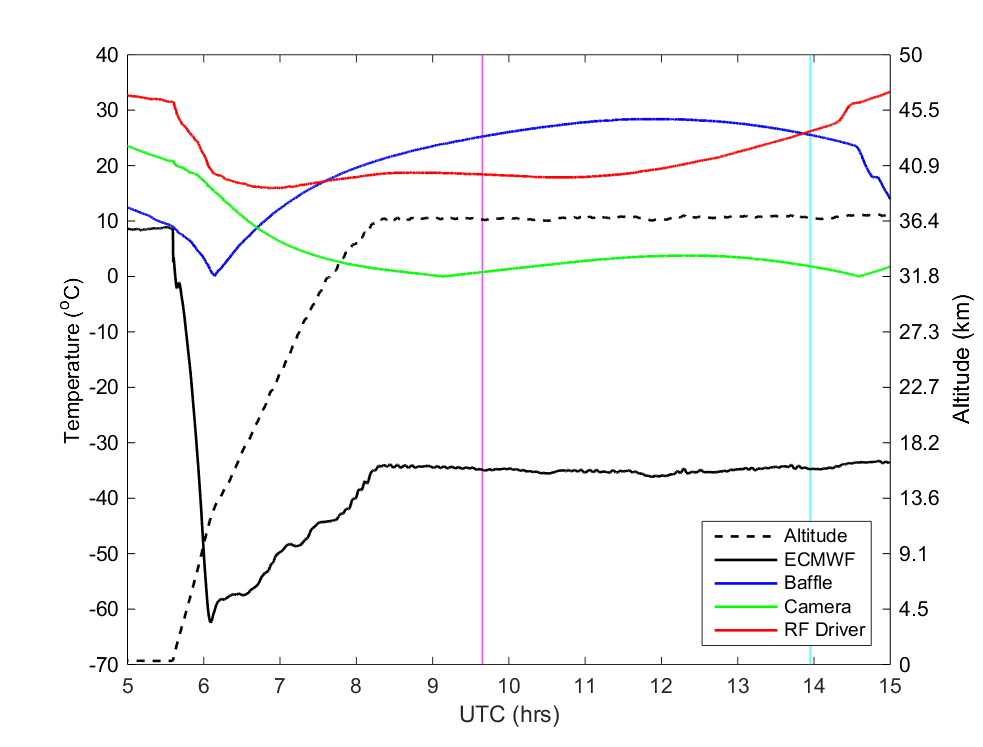 40 50
30 45.5
20 40.9
10 36.4
0 31.8
-10 27.3
-20 22.7
-30 18.2
-40 13.6
-50 9.1
-60 4.5
-70 0
Temperature (°C)
Altitude (km)
Altitude
ECMWF
Baffle
Camera
RF Driver
5 6 7 8 9 10 11 12 13 14 15
UTC (hrs)